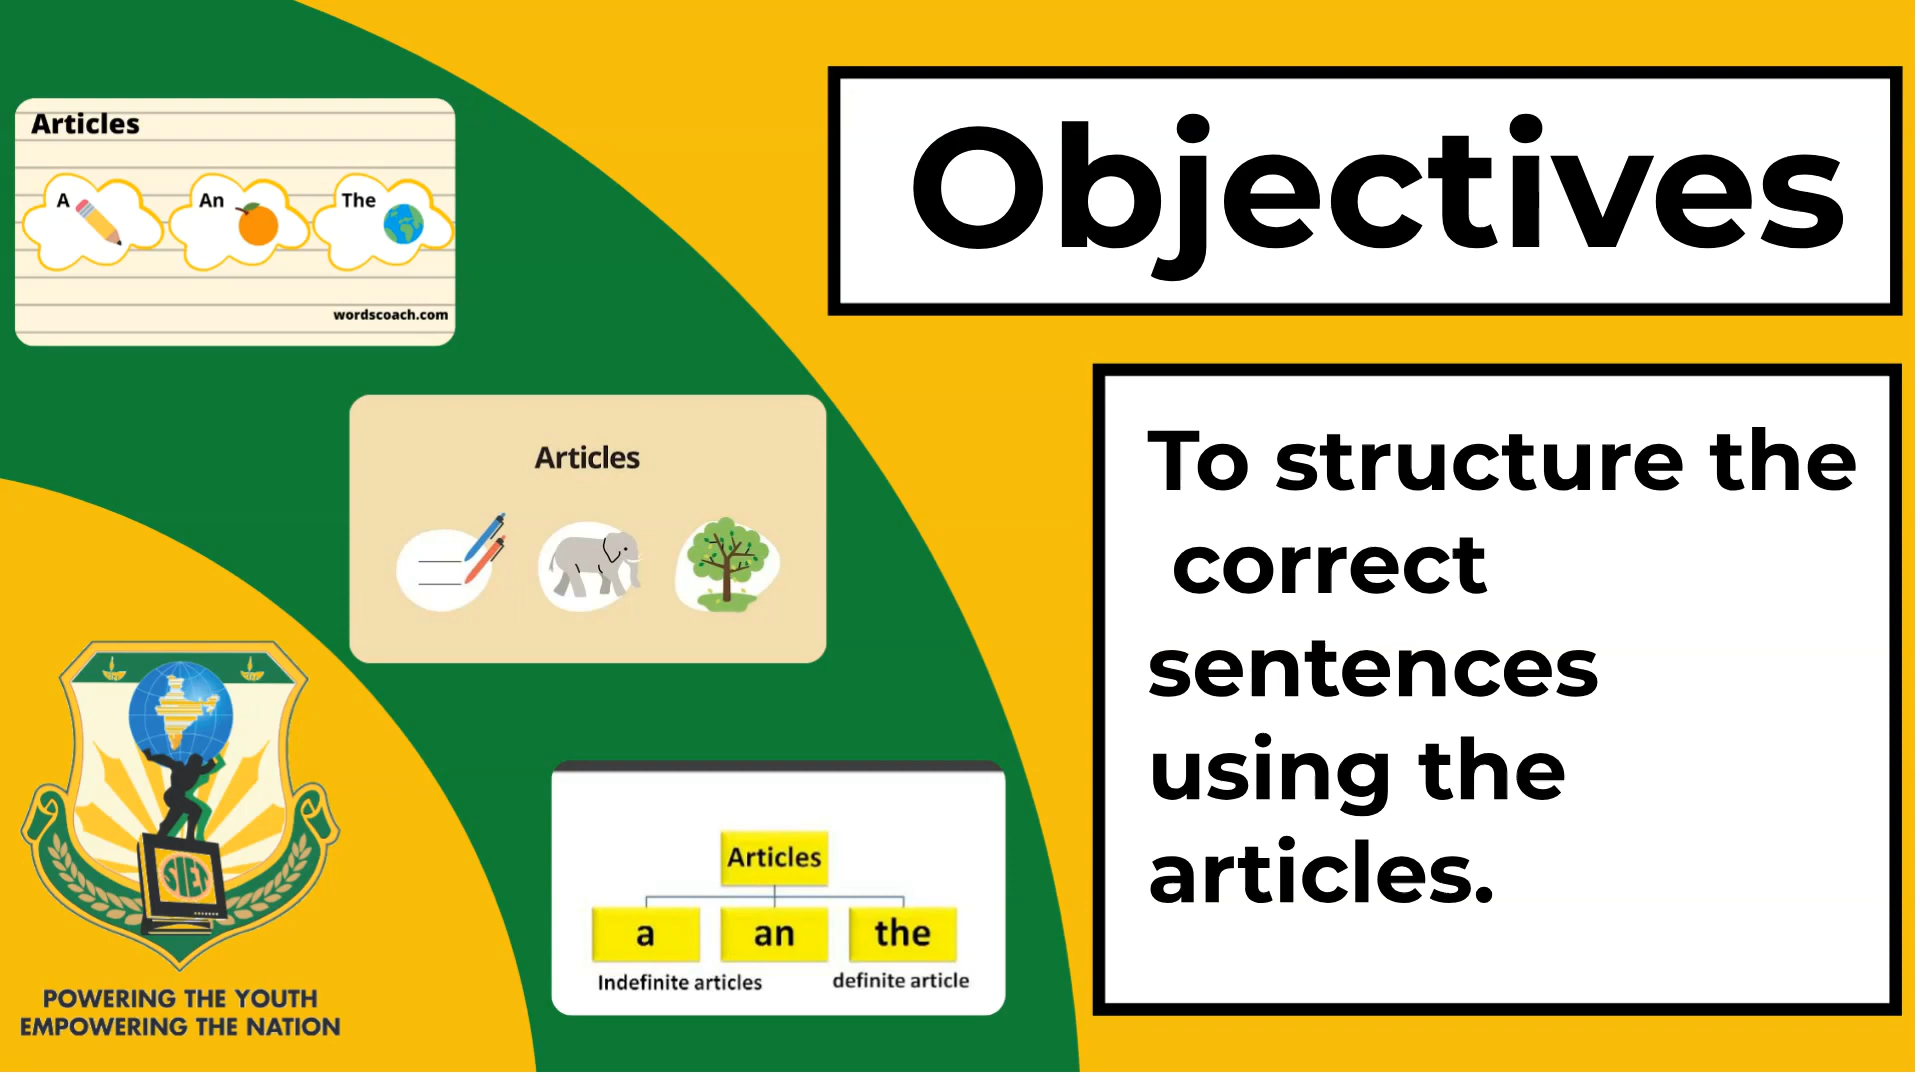 Objectives
Articles
A
An
The
wordscoach.com
Articles
To structure the
correct
sentences
using the
articles.
Articles
a
an
the
Indefinite articles
definite article
SIET
POWERING THE YOUTH
EMPOWERING THE NATION